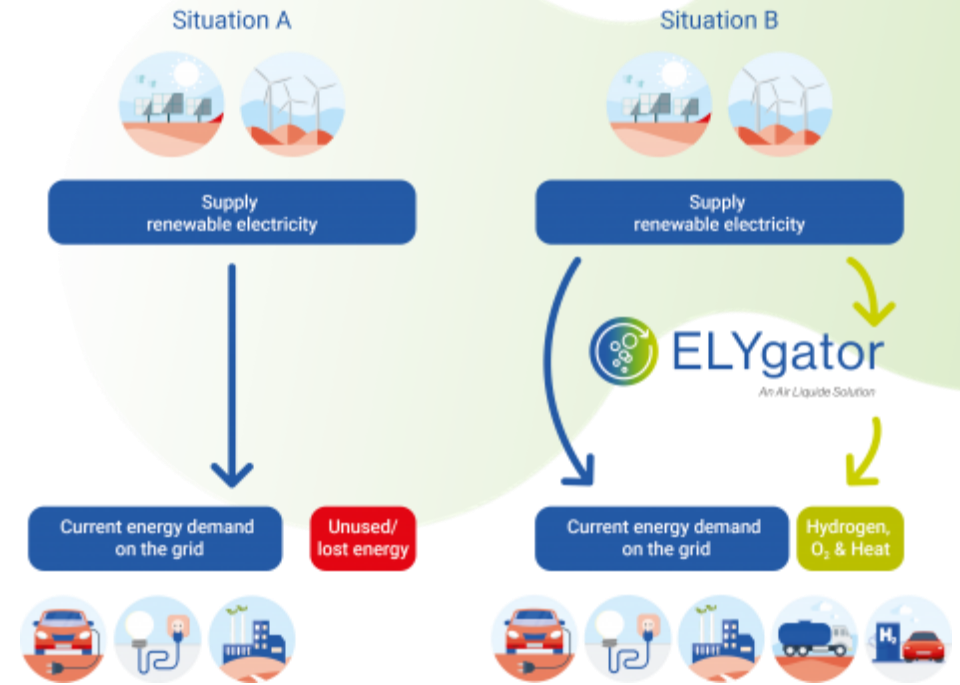 Situation A
Supply
renewable electricity
Current energy demand
on the grid
Unused/
lost energy
Situation B
Supply
renewable electricity
ELYgator
An Air Liquide Solution
Current energy demand
on the grid
Hydrogen,
O₂ & Heat
H₂